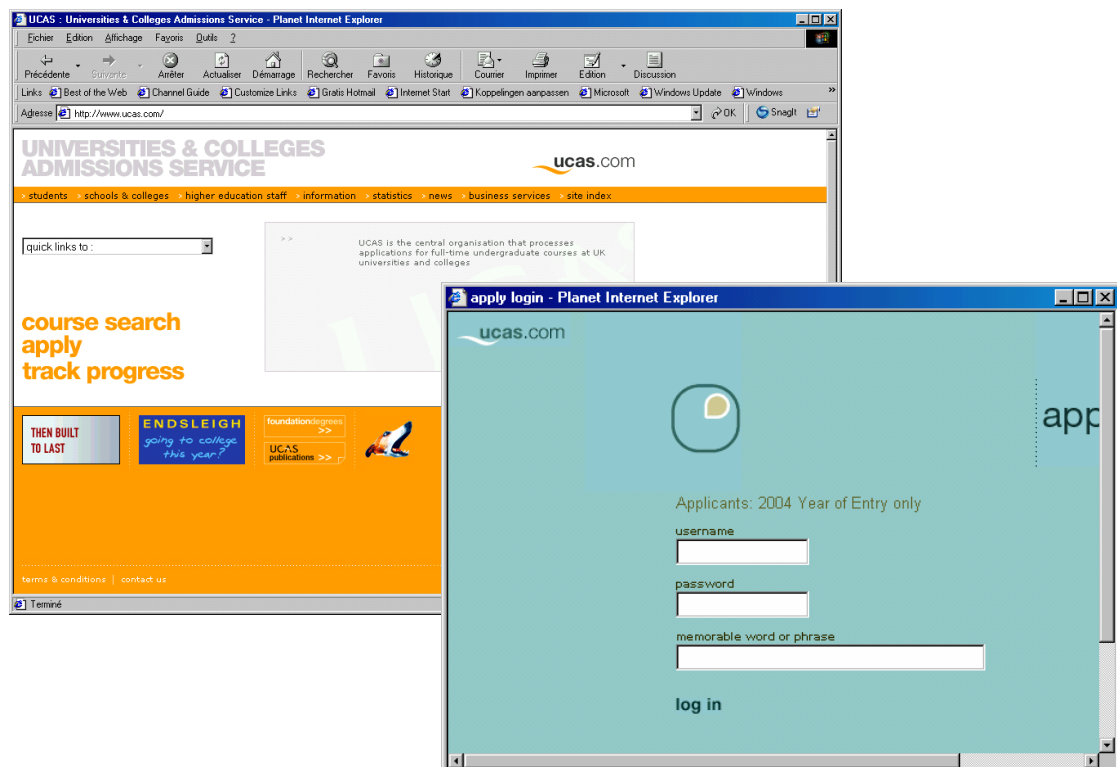 UCAS : Universities & Colleges Admissions Service - Planet Internet Explorer
Fichier Edition Affichage Favoris Outils ?
Précédente Suivante Arrêter Actualiser Démarrage Rechercher Favoris Historique Courrier Imprimer Edition Discussion
Links Best of the Web Channel Guide Customize Links Gratis Hotmail Internet Start Koppelingen aanpassen Microsoft Windows Update Windows »
Adresse http://www.ucas.com/ OK SnagIt
UNIVERSITIES & COLLEGES
ADMISSIONS SERVICE
ucas.com
> students > schools & colleges > higher education staff > information > statistics > news > business services > site index
quick links to :
>>
UCAS is the central organisation that processes
applications for full-time undergraduate courses at UK
universities and colleges
course search
apply
track progress
THEN BUILT
TO LAST
ENDSLEIGH
going to college
this year?
foundationdegrees
>>
UCAS
publications >>
terms & conditions | contact us
Terminé
apply login - Planet Internet Explorer
ucas.com
app
Applicants: 2004 Year of Entry only
username
password
memorable word or phrase
log in